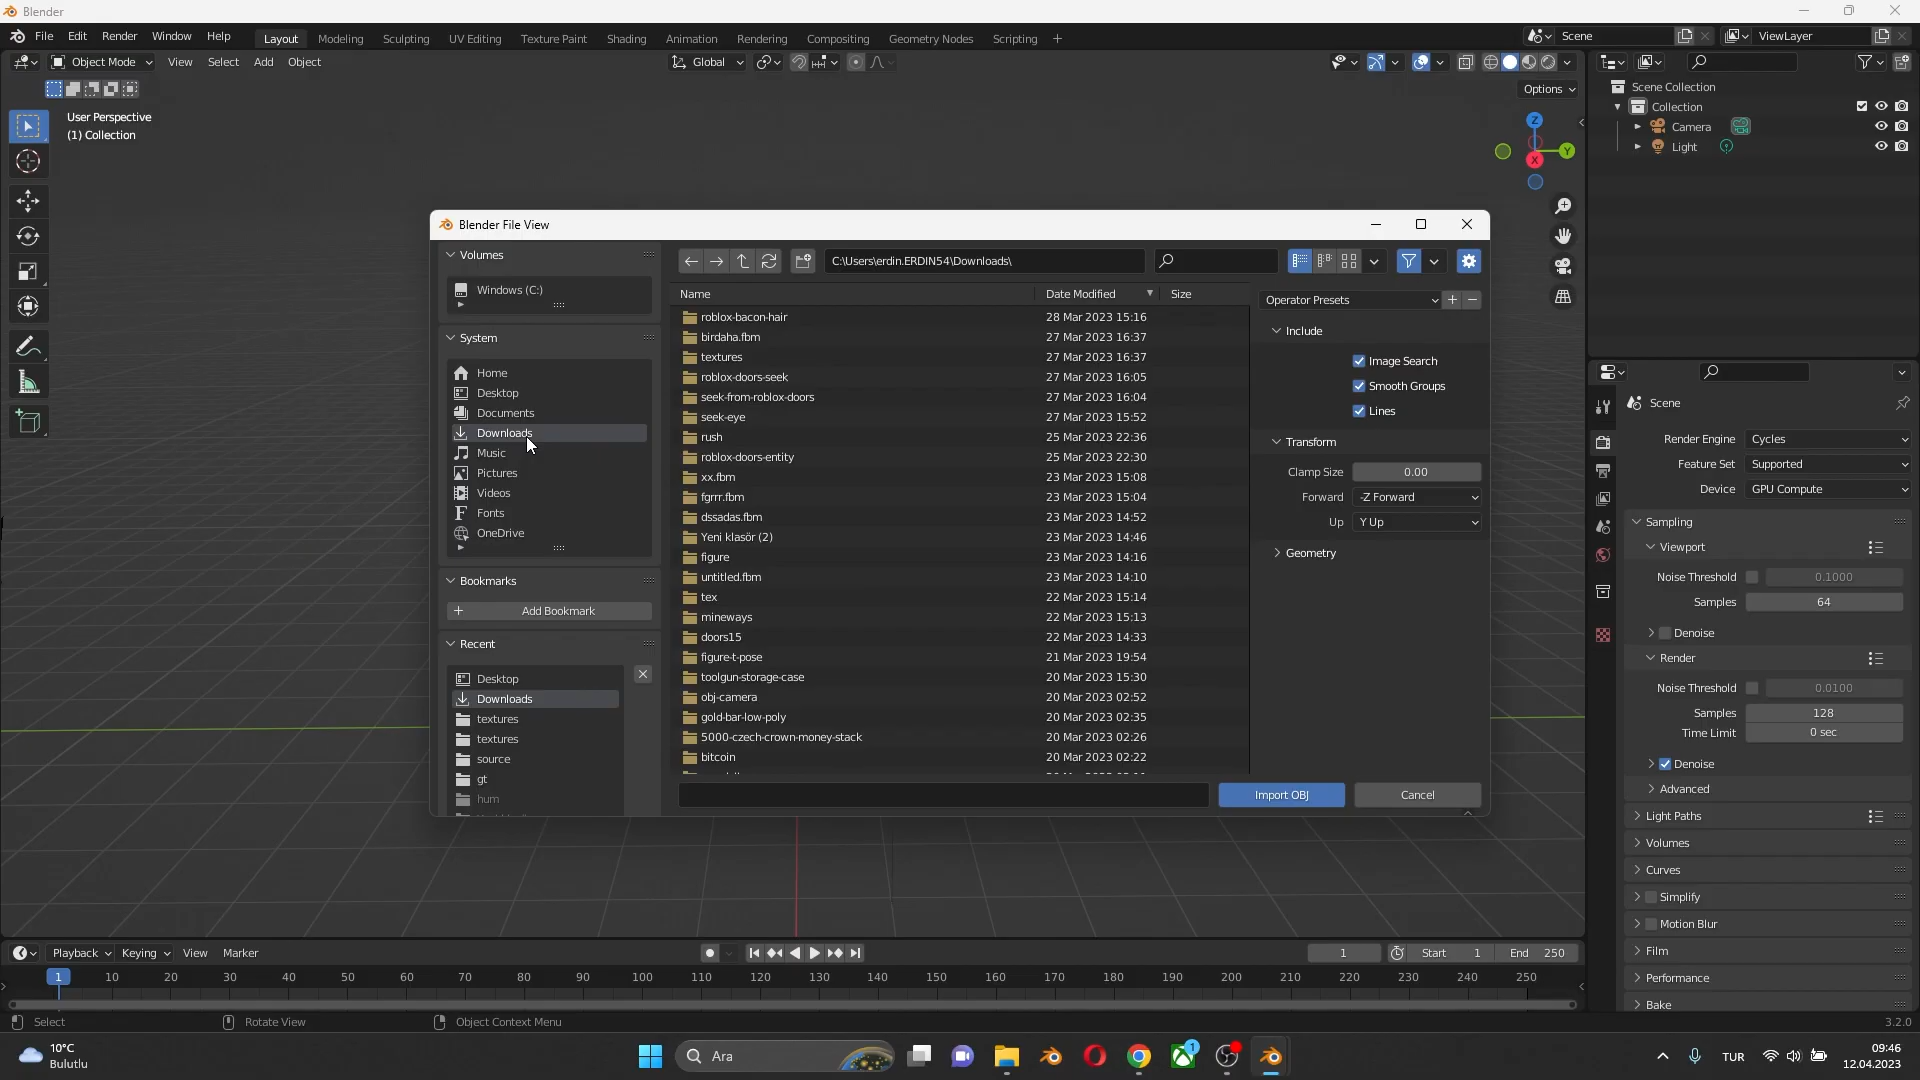 Blender
File Edit Render Window Help
Layout Modeling Sculpting UV Editing Texture Paint Shading Animation Rendering Compositing Geometry Nodes Scripting +
Scene
ViewLayer
Object Mode View Select Add Object
Global
Options
User Perspective
(1) Collection
Z
Y
X
Scene Collection
Collection
Camera
Light
Blender File View
Volumes
Windows (C:)
System
Home
Desktop
Documents
Downloads
Music
Pictures
Videos
Fonts
OneDrive
Bookmarks
+ Add Bookmark
Recent
Desktop
Downloads
textures
textures
source
gt
hum
C:\Users\erdin.ERDIN54\Downloads\
Name Date Modified Size
roblox-bacon-hair 28 Mar 2023 15:16
birdaha.fbm 27 Mar 2023 16:37
textures 27 Mar 2023 16:37
roblox-doors-seek 27 Mar 2023 16:05
seek-from-roblox-doors 27 Mar 2023 16:04
seek-eye 27 Mar 2023 15:52
rush 25 Mar 2023 22:36
roblox-doors-entity 25 Mar 2023 22:30
xx.fbm 23 Mar 2023 15:08
fgrrr.fbm 23 Mar 2023 15:04
dssadas.fbm 23 Mar 2023 14:52
Yeni klasör (2) 23 Mar 2023 14:46
figure 23 Mar 2023 14:16
untitled.fbm 23 Mar 2023 14:10
tex 22 Mar 2023 15:14
mineways 22 Mar 2023 15:13
doors15 22 Mar 2023 14:33
figure-t-pose 21 Mar 2023 19:54
toolgun-storage-case 20 Mar 2023 15:30
obj-camera 20 Mar 2023 02:52
gold-bar-low-poly 20 Mar 2023 02:35
5000-czech-crown-money-stack 20 Mar 2023 02:26
bitcoin 20 Mar 2023 02:22
Operator Presets + −
Include
Image Search
Smooth Groups
Lines
Transform
Clamp Size 0.00
Forward -Z Forward
Up Y Up
Geometry
Import OBJ Cancel
Scene
Render Engine Cycles
Feature Set Supported
Device GPU Compute
Sampling
Viewport
Noise Threshold 0.1000
Samples 64
Denoise
Render
Noise Threshold 0.0100
Samples 128
Time Limit 0 sec
Denoise
Advanced
Light Paths
Volumes
Curves
Simplify
Motion Blur
Film
Performance
Bake
Playback Keying View Marker
1 Start 1 End 250
1 10 20 30 40 50 60 70 80 90 100 110 120 130 140 150 160 170 180 190 200 210 220 230 240 250
Select Rotate View Object Context Menu 3.2.0
10°C
Bulutlu
Ara
1
TUR
09:46
12.04.2023